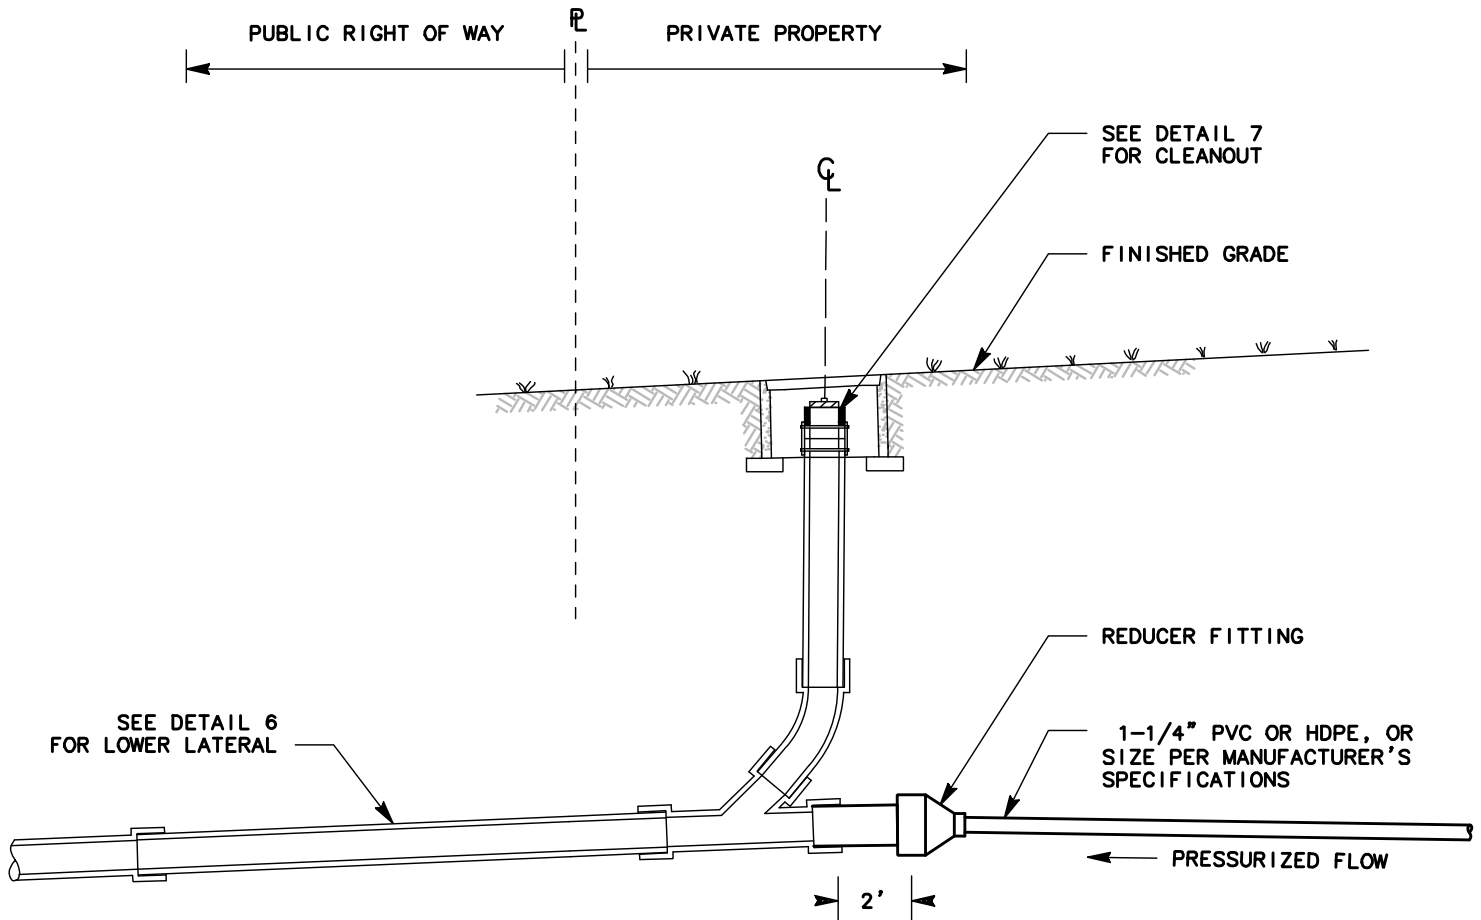 PL
PUBLIC RIGHT OF WAY
PRIVATE PROPERTY
SEE DETAIL 7
FOR CLEANOUT
CL
FINISHED GRADE
REDUCER FITTING
SEE DETAIL 6
FOR LOWER LATERAL
1-1/4" PVC OR HDPE, OR
SIZE PER MANUFACTURER'S
SPECIFICATIONS
PRESSURIZED FLOW
2'